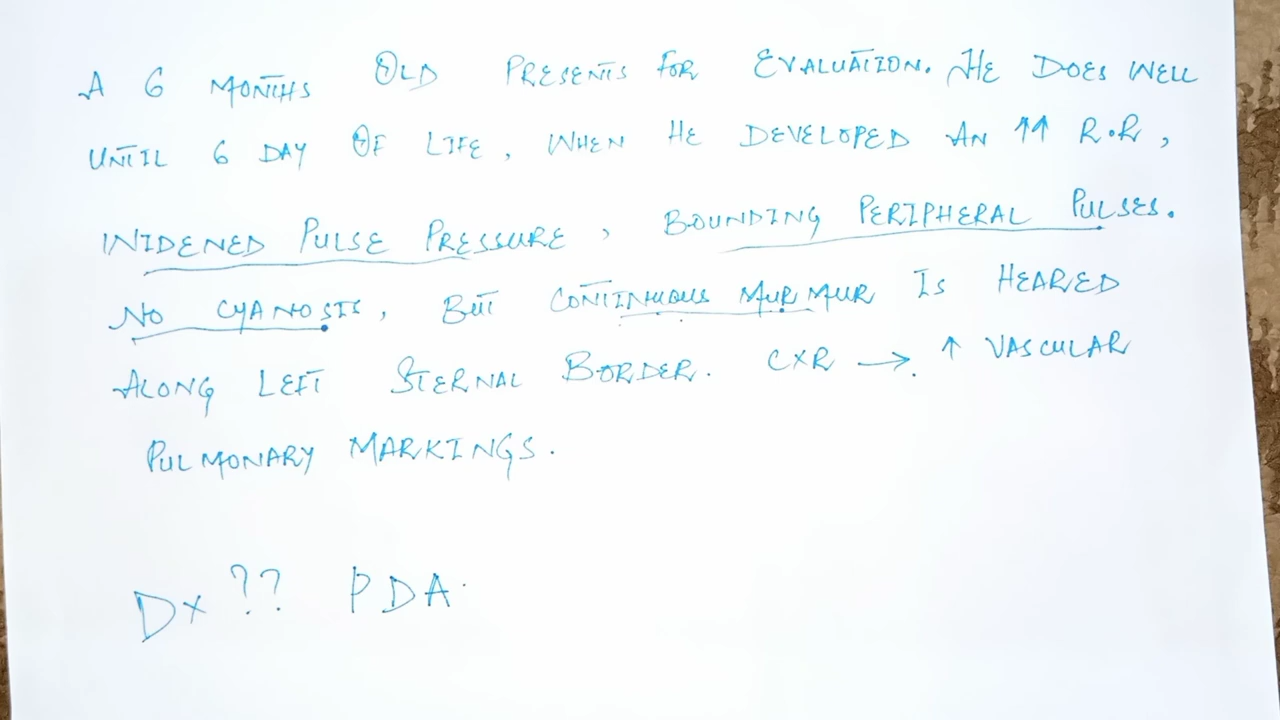 A 6 MONTHS OLD PRESENTS FOR EVALUATION. HE DOES WELL
UNTIL 6 DAY OF LIFE, WHEN HE DEVELOPED AN ↑↑ R.R,
WIDENED PULSE PRESSURE, BOUNDING PERIPHERAL PULSES.
NO CYANOSIS, BUT CONTINUOUS MURMUR IS HEARED
ALONG LEFT STERNAL BORDER. CXR → ↑ VASCULAR
PULMONARY MARKINGS.
Dx ?? PDA.